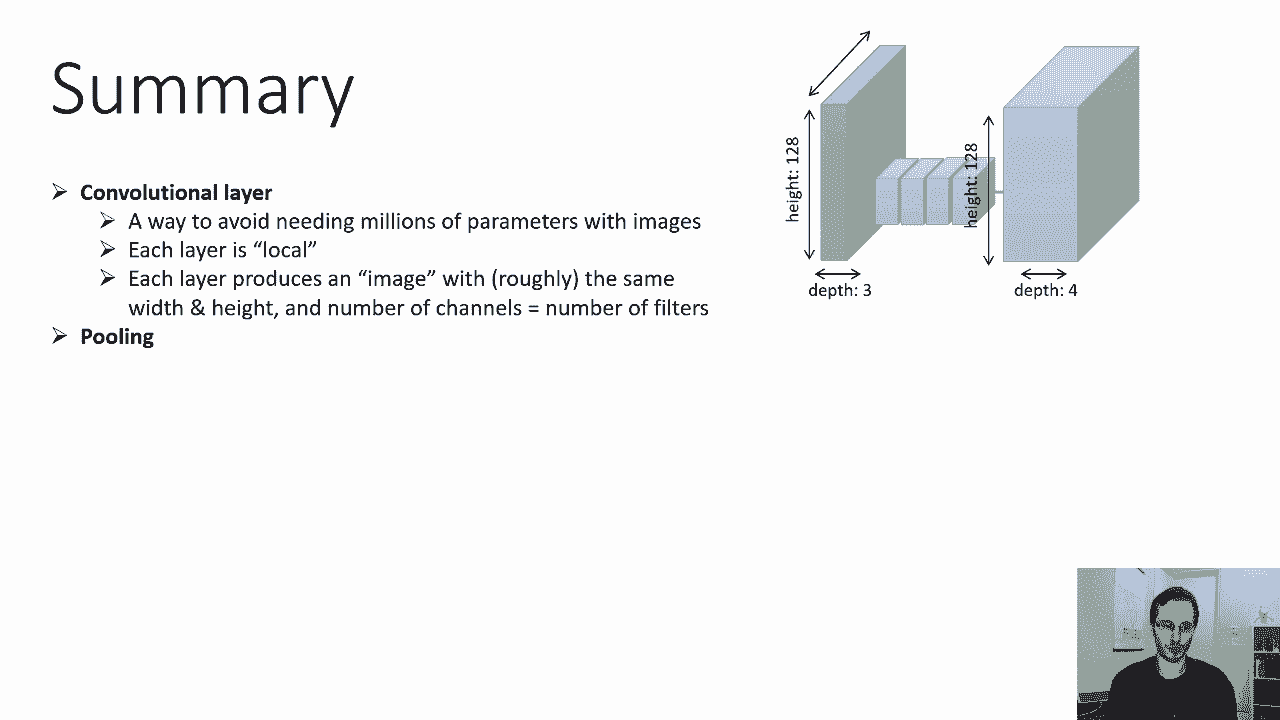 Summary
Convolutional layer
A way to avoid needing millions of parameters with images
Each layer is “local”
Each layer produces an “image” with (roughly) the same
width & height, and number of channels = number of filters
Pooling
height: 128
depth: 3
height: 128
depth: 4